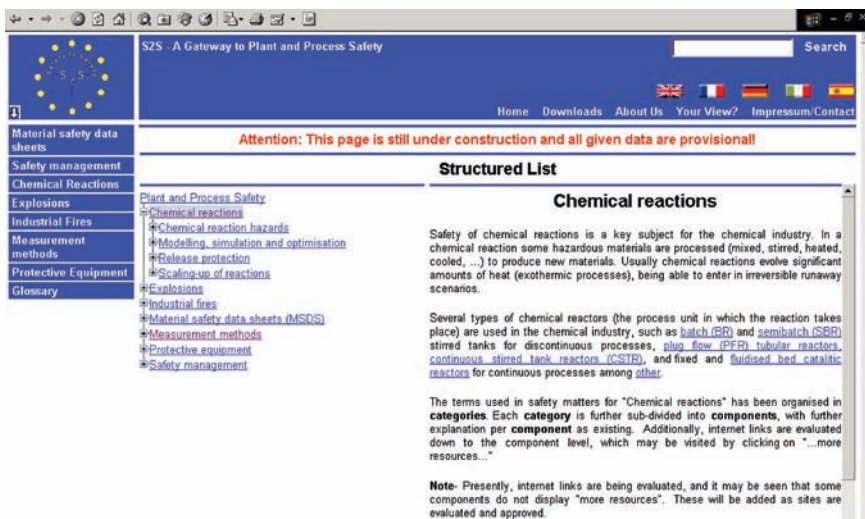 S2S - A Gateway to Plant and Process Safety
Search
S S
Home Downloads About Us Your View? Impressum/Contact
Material safety data
sheets
Safety management
Chemical Reactions
Explosions
Industrial Fires
Measurement
methods
Protective Equipment
Glossary
Attention: This page is still under construction and all given data are provisional!
Structured List
Plant and Process Safety
Chemical reactions
Chemical reaction hazards
Modelling, simulation and optimisation
Release protection
Scaling-up of reactions
Explosions
Industrial fires
Material safety data sheets (MSDS)
Measurement methods
Protective equipment
Safety management
Chemical reactions
Safety of chemical reactions is a key subject for the chemical industry. In a
chemical reaction some hazardous materials are processed (mixed, stirred, heated,
cooled, ...) to produce new materials. Usually chemical reactions evolve significant
amounts of heat (exothermic processes), being able to enter in irreversible runaway
scenarios.
Several types of chemical reactors (the process unit in which the reaction takes
place) are used in the chemical industry, such as batch (BR) and semibatch (SBR)
stirred tanks for discontinuous processes, plug flow (PFR) tubular reactors,
continuous stirred tank reactors (CSTR), and fixed and fluidised bed catalitic
reactors for continuous processes among other.
The terms used in safety matters for "Chemical reactions" has been organised in
categories. Each category is further sub-divided into components, with further
explanation per component as existing. Additionally, internet links are evaluated
down to the component level, which may be visited by clicking on "...more
resources..."
Note- Presently, internet links are being evaluated, and it may be seen that some
components do not display "more resources". These will be added as sites are
evaluated and approved.